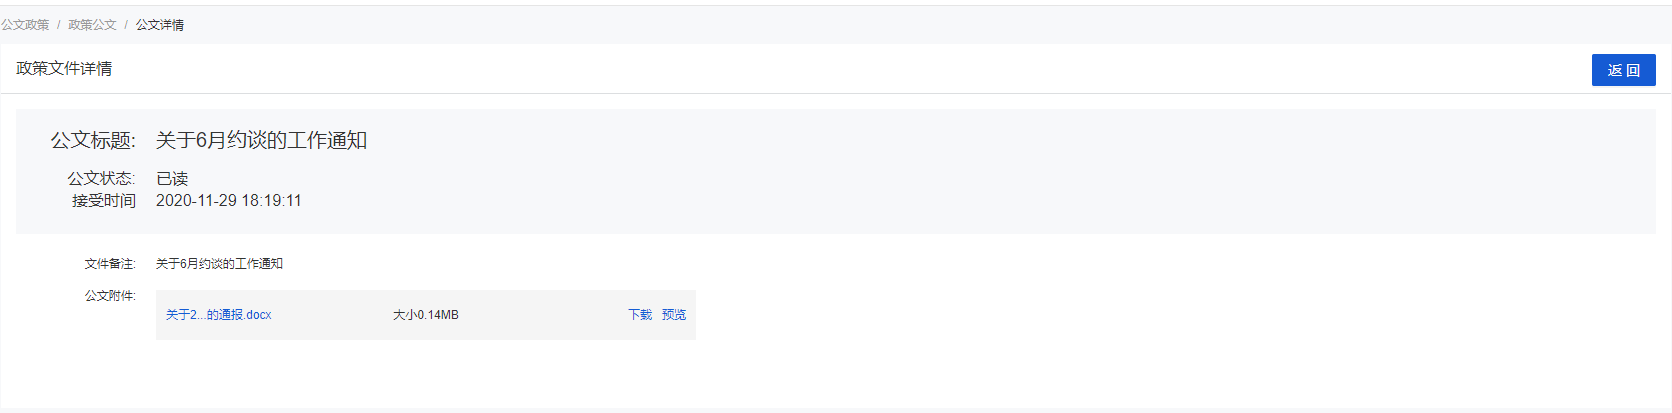 公文政策 / 政策公文 / 公文详情
政策文件详情
返 回
公文标题: 关于6月约谈的工作通知
公文状态: 已读
接受时间 2020-11-29 18:19:11
文件备注: 关于6月约谈的工作通知
公文附件:
关于2...的通报.docx 大小0.14MB 下载 预览